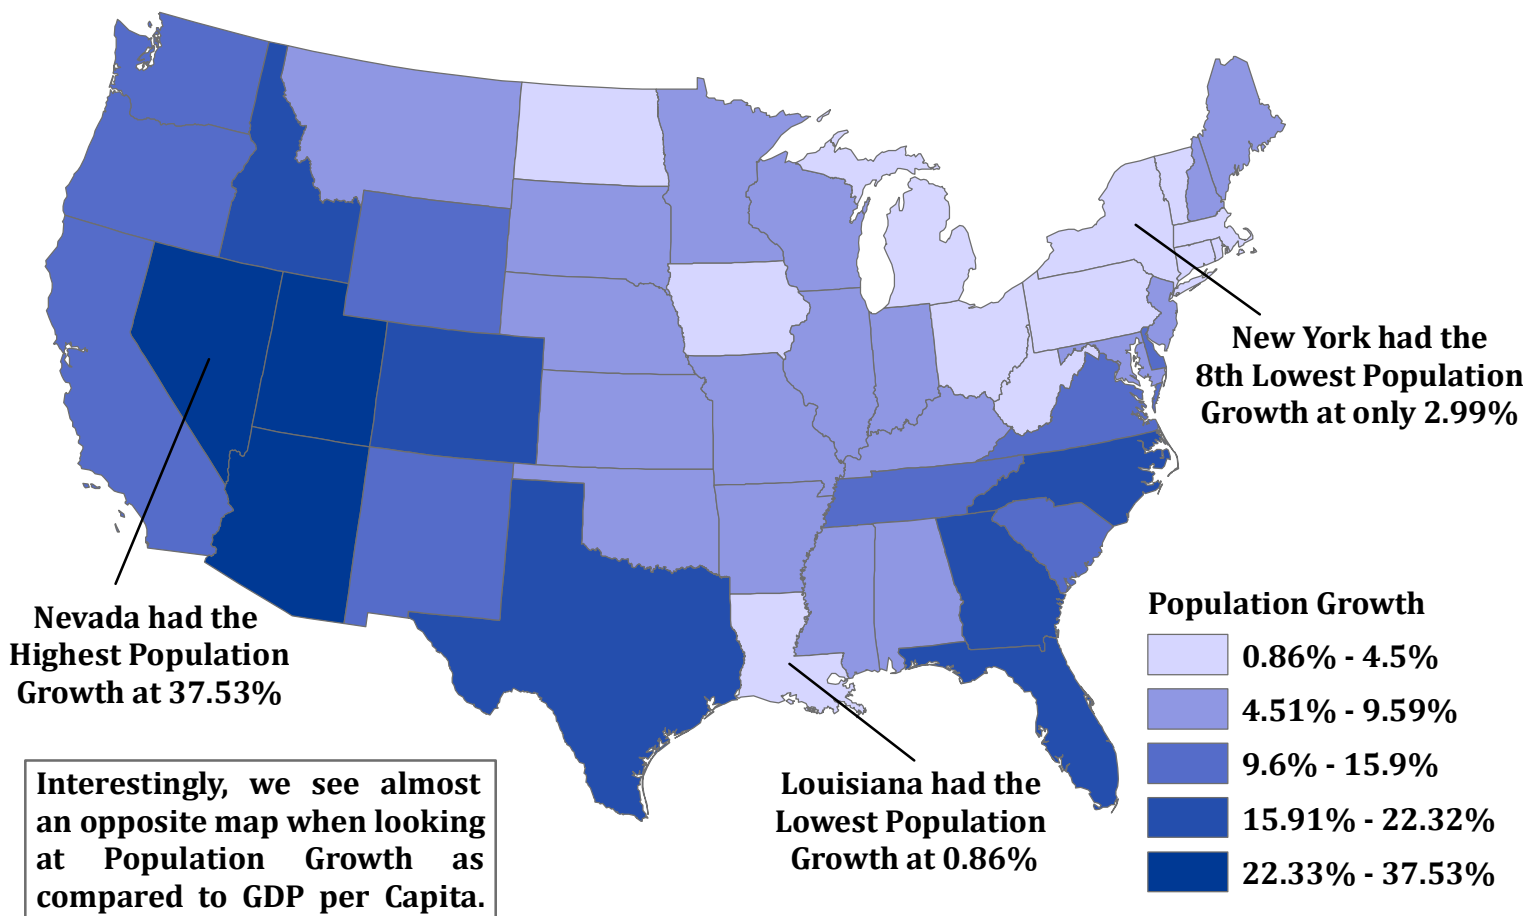 New York had the
8th Lowest Population
Growth at only 2.99%
Nevada had the
Highest Population
Growth at 37.53%
Louisiana had the
Lowest Population
Growth at 0.86%
Interestingly, we see almost
an opposite map when looking
at Population Growth as
compared to GDP per Capita.
Population Growth
0.86% - 4.5%
4.51% - 9.59%
9.6% - 15.9%
15.91% - 22.32%
22.33% - 37.53%